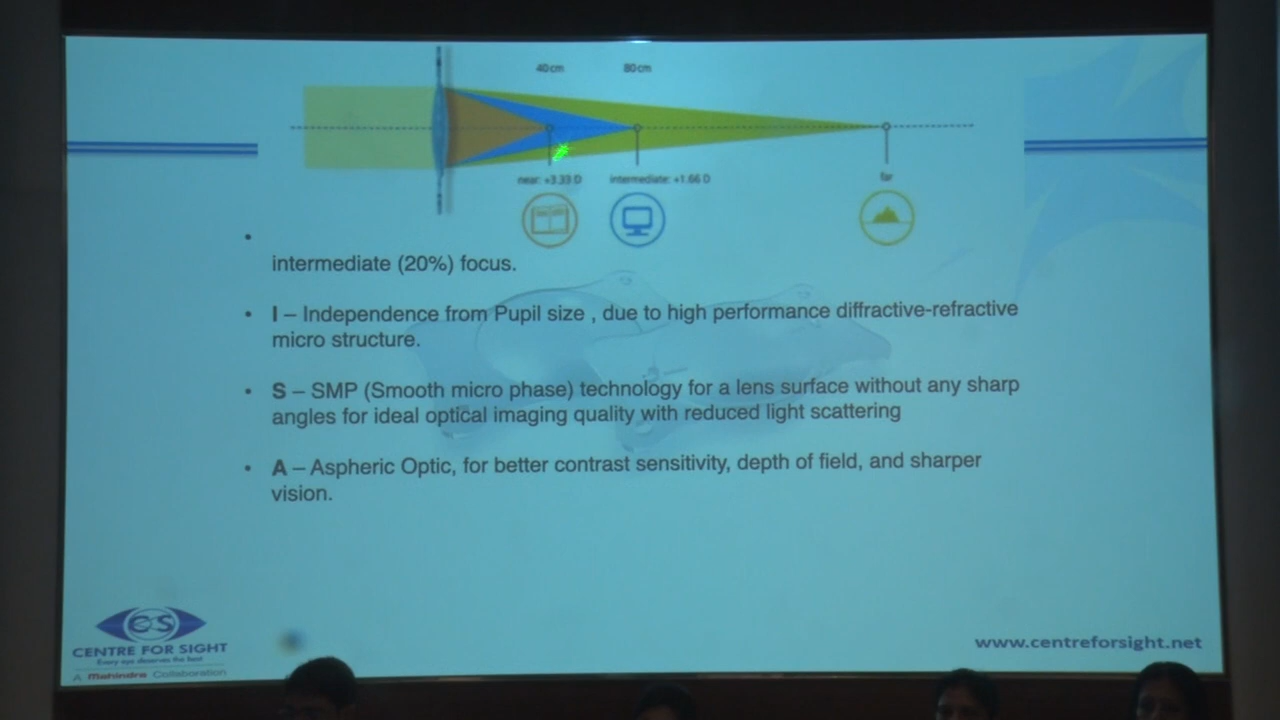 40cm 80cm
near: +3.33 D intermediate: +1.66 D far
•
intermediate (20%) focus.
• I – Independence from Pupil size , due to high performance diffractive-refractive
micro structure.
• S – SMP (Smooth micro phase) technology for a lens surface without any sharp
angles for ideal optical imaging quality with reduced light scattering
• A – Aspheric Optic, for better contrast sensitivity, depth of field, and sharper
vision.
CENTRE FOR SIGHT
Every eye deserves the best
A Mahindra Collaboration
www.centreforsight.net